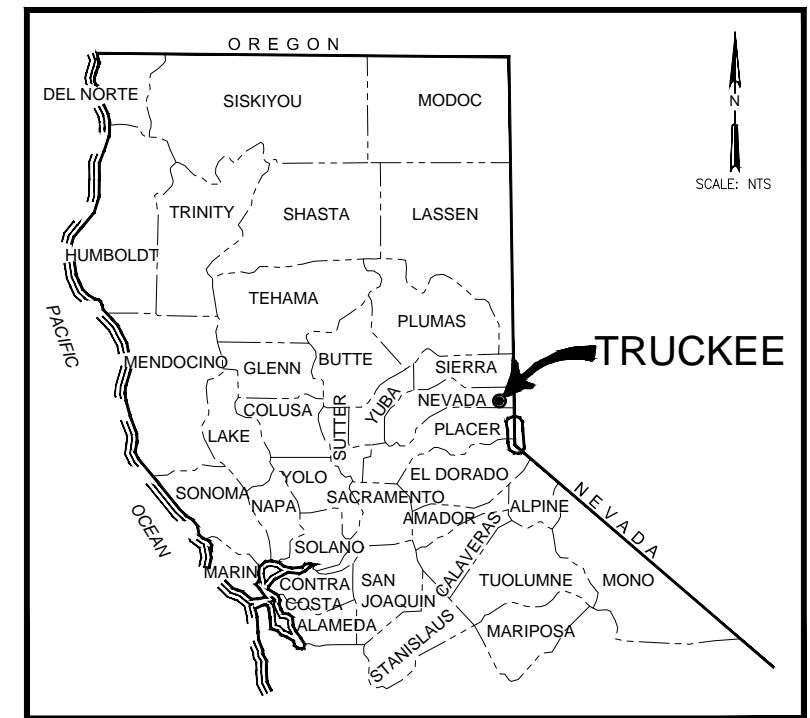 OREGON
DEL NORTE
SISKIYOU
MODOC
N
SCALE: NTS
TRINITY
SHASTA
LASSEN
HUMBOLDT
TEHAMA
PLUMAS
PACIFIC
MENDOCINO
GLENN
BUTTE
SIERRA
TRUCKEE
COLUSA
SUTTER
YUBA
NEVADA
LAKE
PLACER
YOLO
EL DORADO
SONOMA
NAPA
SACRAMENTO
NEVADA
OCEAN
AMADOR
ALPINE
SOLANO
CALAVERAS
MARIN
CONTRA
COSTA
SAN
JOAQUIN
TUOLUMNE
MONO
ALAMEDA
STANISLAUS
MARIPOSA